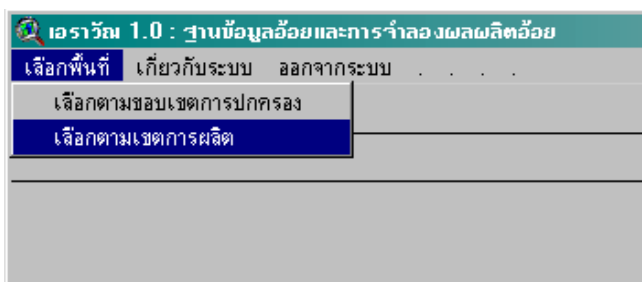 เอราวัณ 1.0 : ฐานข้อมูลอ้อยและการจำลองผลผลิตอ้อย
เลือกพื้นที่ เกี่ยวกับระบบ ออกจากระบบ . . . .
เลือกตามขอบเขตการปกครอง
เลือกตามเขตการผลิต